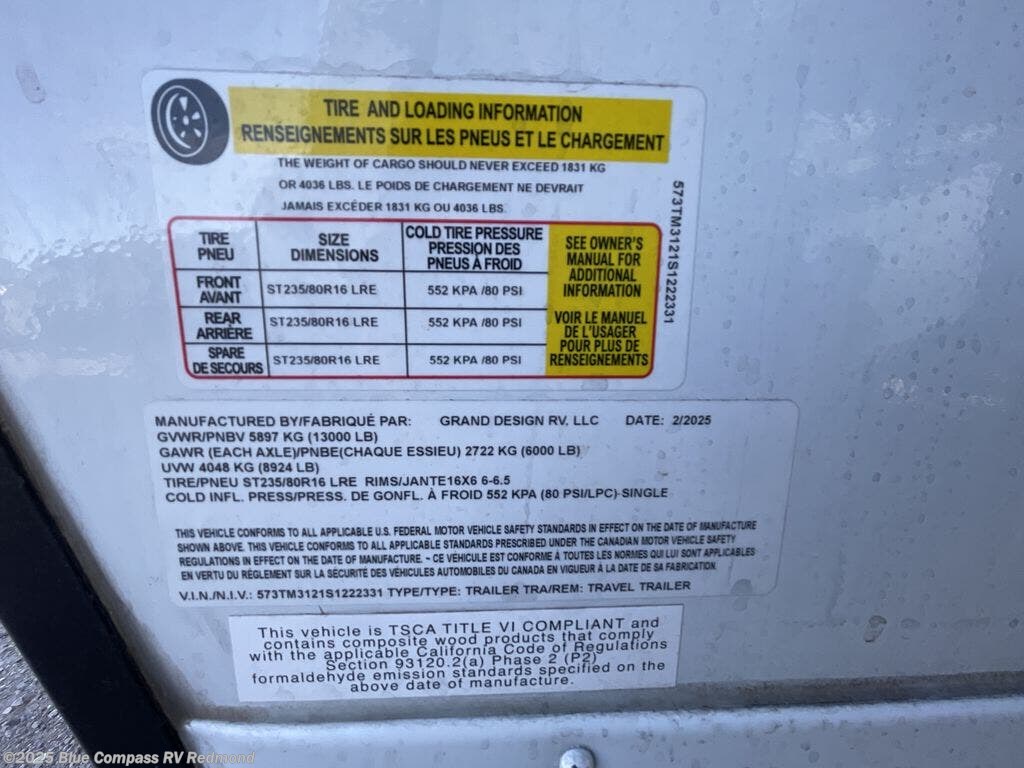 TIRE AND LOADING INFORMATION
RENSEIGNEMENTS SUR LES PNEUS ET LE CHARGEMENT
THE WEIGHT OF CARGO SHOULD NEVER EXCEED 1831 KG
OR 4036 LBS. LE POIDS DE CHARGEMENT NE DEVRAIT
JAMAIS EXCÉDER 1831 KG OU 4036 LBS.
TIRE
PNEU
SIZE
DIMENSIONS
COLD TIRE PRESSURE
PRESSION DES
PNEUS À FROID
FRONT
AVANT
ST235/80R16 LRE
552 KPA /80 PSI
REAR
ARRIÈRE
ST235/80R16 LRE
552 KPA /80 PSI
SPARE
DE SECOURS
ST235/80R16 LRE
552 KPA /80 PSI
SEE OWNER'S
MANUAL FOR
ADDITIONAL
INFORMATION
VOIR LE MANUEL
DE L'USAGER
POUR PLUS DE
RENSEIGNEMENTS
573TM3121S1222331
MANUFACTURED BY/FABRIQUÉ PAR: GRAND DESIGN RV, LLC DATE: 2/2025
GVWR/PNBV 5897 KG (13000 LB)
GAWR (EACH AXLE)/PNBE(CHAQUE ESSIEU) 2722 KG (6000 LB)
UVW 4048 KG (8924 LB)
TIRE/PNEU ST235/80R16 LRE RIMS/JANTE16X6 6-6.5
COLD INFL. PRESS/PRESS. DE GONFL. À FROID 552 KPA (80 PSI/LPC) SINGLE
THIS VEHICLE CONFORMS TO ALL APPLICABLE U.S. FEDERAL MOTOR VEHICLE SAFETY STANDARDS IN EFFECT ON THE DATE OF MANUFACTURE
SHOWN ABOVE. THIS VEHICLE CONFORMS TO ALL APPLICABLE STANDARDS PRESCRIBED UNDER THE CANADIAN MOTOR VEHICLE SAFETY
REGULATIONS IN EFFECT ON THE DATE OF MANUFACTURE. - CE VEHICULE EST CONFORME À TOUTES LES NORMES QUI LUI SONT APPLICABLES
EN VERTU DU RÉGLEMENT SUR LA SÉCURITÉ DES VÉHICULES AUTOMOBILES DU CANADA EN VIGUEUR À LA DATE DE SA FABRICATION.
V.I.N./N.I.V.: 573TM3121S1222331 TYPE/TYPE: TRAILER TRA/REM: TRAVEL TRAILER
This vehicle is TSCA TITLE VI COMPLIANT and
contains composite wood products that comply
with the applicable California Code of Regulations
Section 93120.2(a) Phase 2 (P2)
formaldehyde emission standards specified on the
above date of manufacture.
©2025 Blue Compass RV Redmond